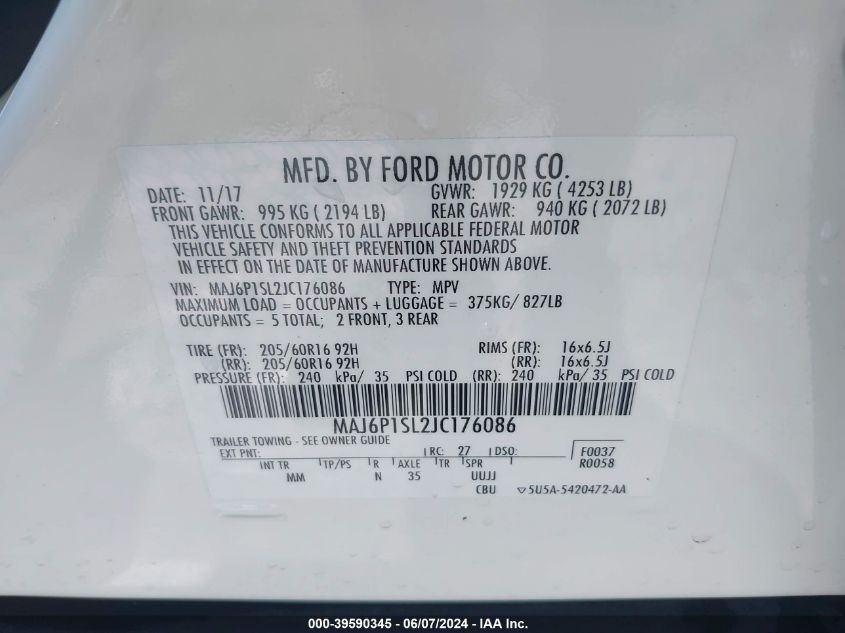 MFD. BY FORD MOTOR CO.
DATE: 11/17 GVWR: 1929 KG ( 4253 LB)
FRONT GAWR: 995 KG ( 2194 LB) REAR GAWR: 940 KG ( 2072 LB)
THIS VEHICLE CONFORMS TO ALL APPLICABLE FEDERAL MOTOR
VEHICLE SAFETY AND THEFT PREVENTION STANDARDS
IN EFFECT ON THE DATE OF MANUFACTURE SHOWN ABOVE.
VIN: MAJ6P1SL2JC176086 TYPE: MPV
MAXIMUM LOAD = OCCUPANTS + LUGGAGE = 375KG/ 827LB
OCCUPANTS = 5 TOTAL; 2 FRONT, 3 REAR
TIRE (FR): 205/60R16 92H RIMS (FR): 16x6.5J
(RR): 205/60R16 92H (RR): 16x6.5J
PRESSURE (FR): 240 kPa/ 35 PSI COLD (RR): 240 kPa/ 35 PSI COLD
MAJ6P1SL2JC176086
TRAILER TOWING - SEE OWNER GUIDE
EXT PNT: RC: 27 DSO: F0037
INT TR TP/PS R AXLE TR SPR R0058
MM N 35 UUJJ
CBU 5U5A-5420472-AA
000-39590345 / 06/07/2024 - IAA Inc.